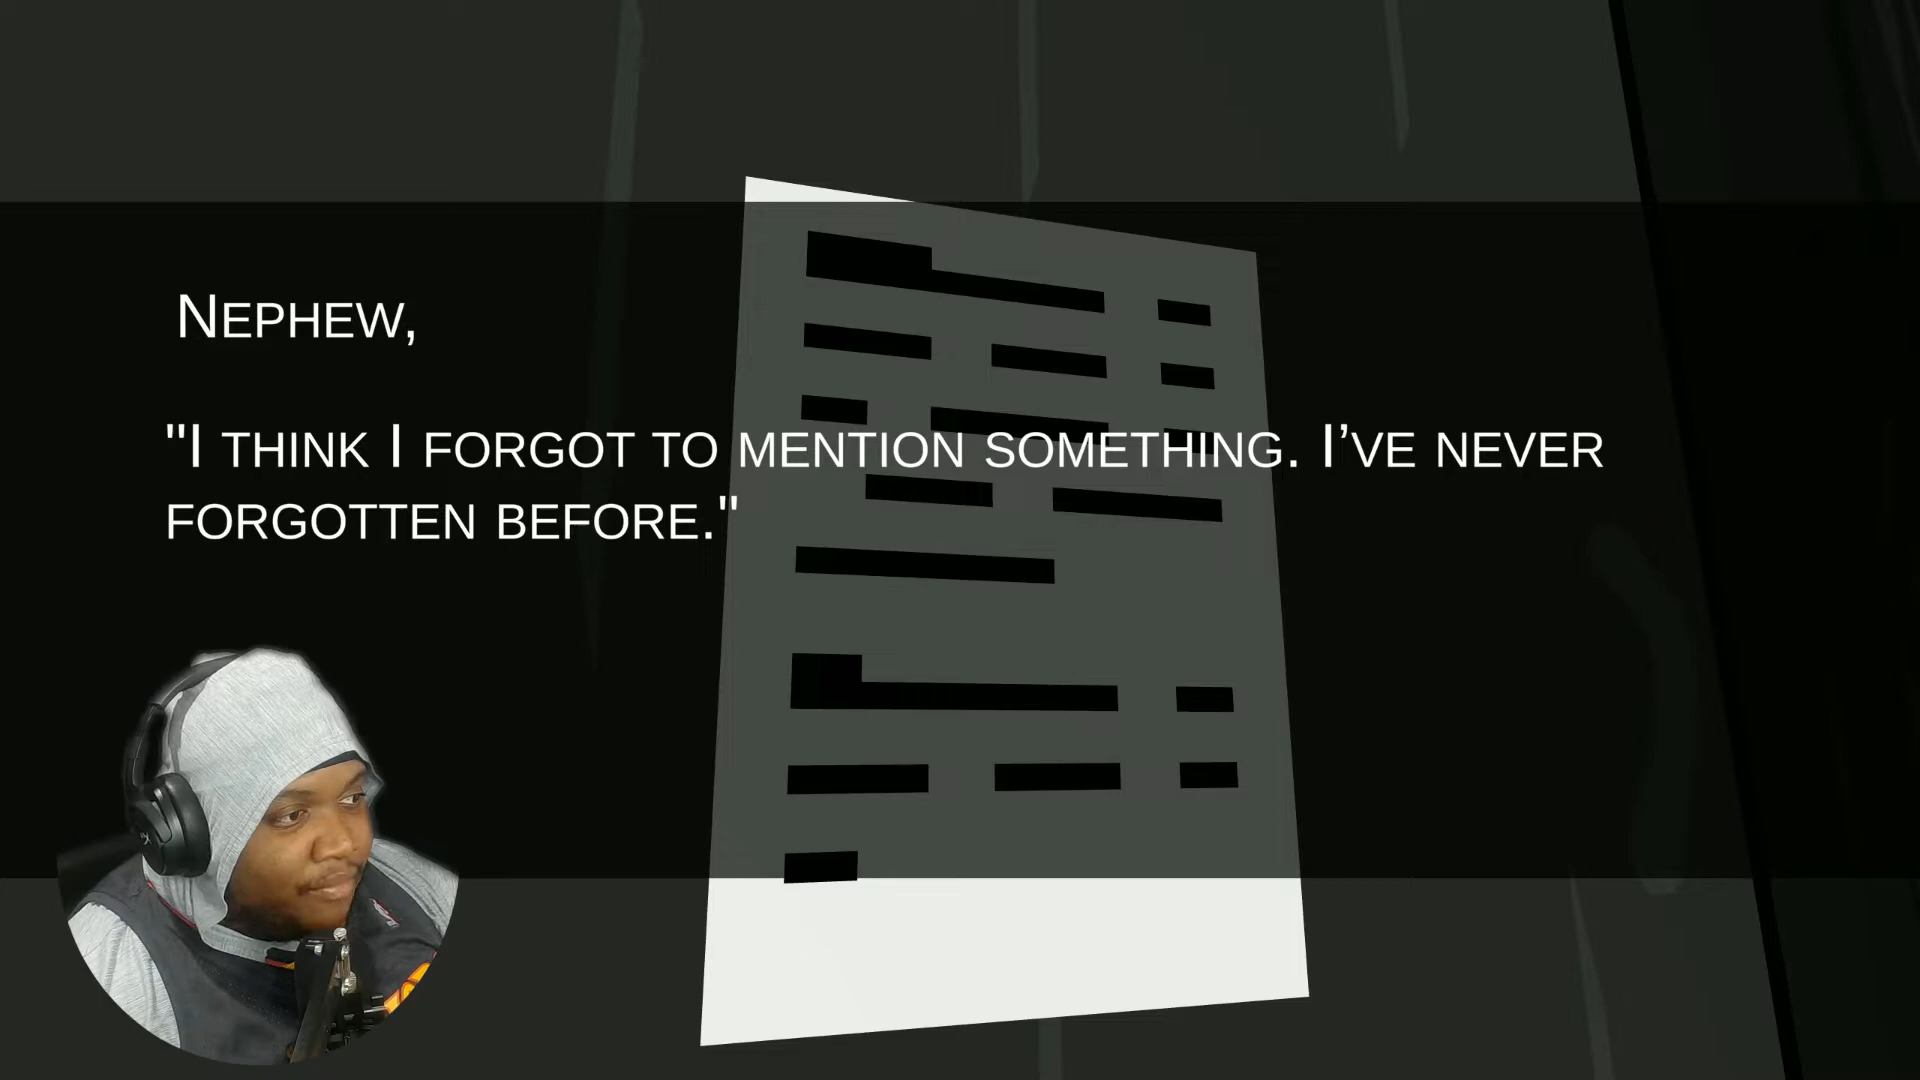 Nephew,
"I think I forgot to mention something. I’ve never
forgotten before."